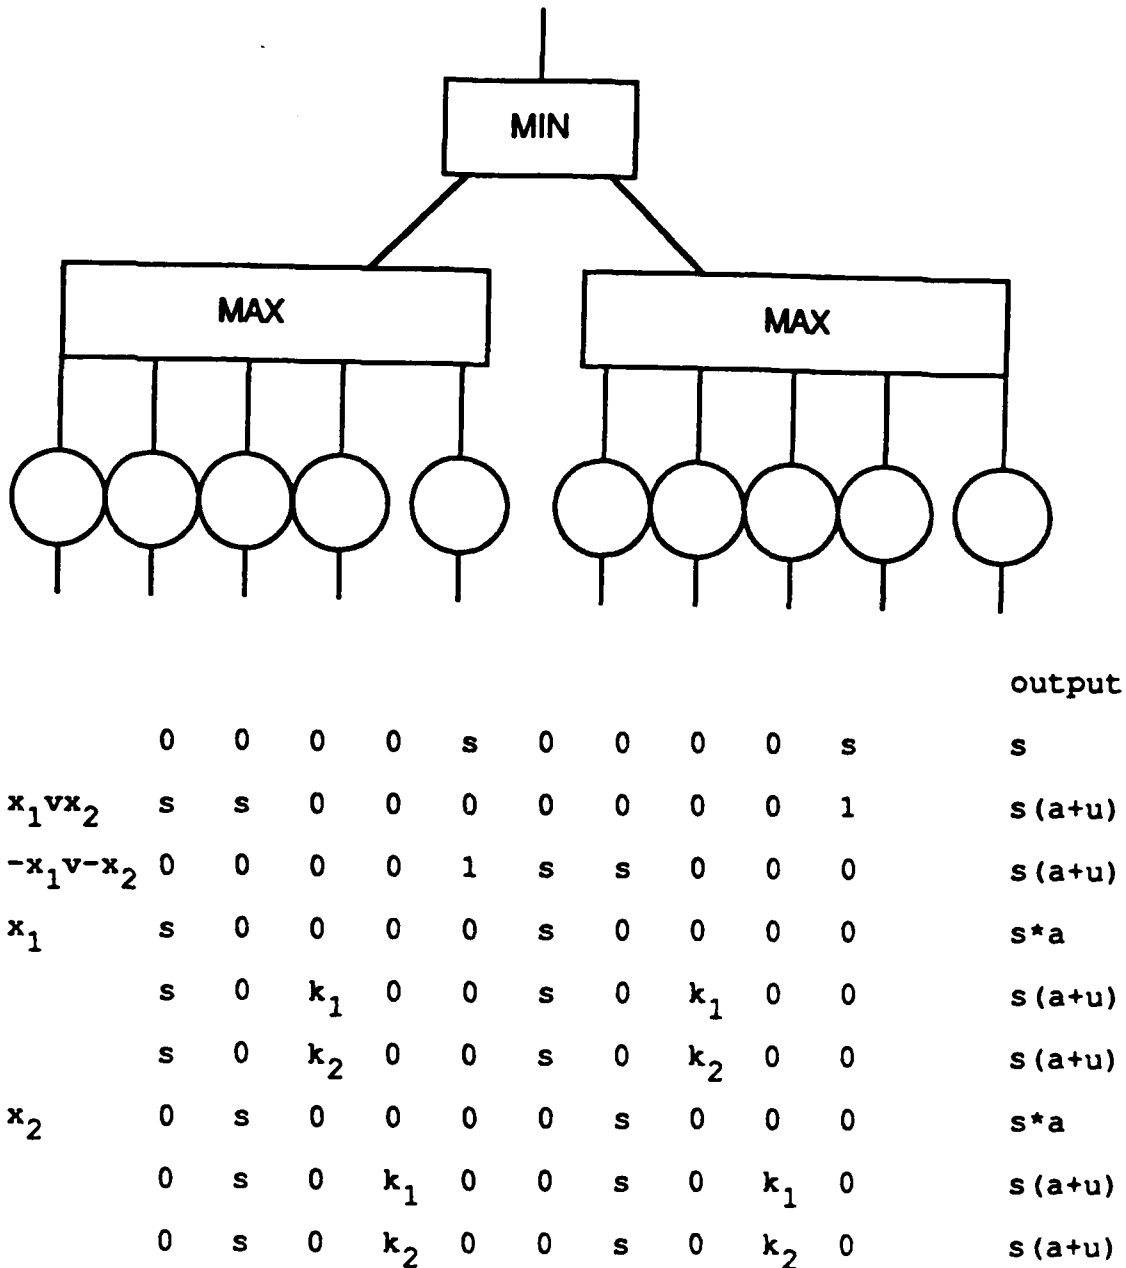 MIN
MAX MAX
output
0 0 0 0 s 0 0 0 0 s s
x₁vx₂ s s 0 0 0 0 0 0 0 1 s(a+u)
-x₁v-x₂ 0 0 0 0 1 s s 0 0 0 s(a+u)
x₁ s 0 0 0 0 s 0 0 0 0 s*a
s 0 k₁ 0 0 s 0 k₁ 0 0 s(a+u)
s 0 k₂ 0 0 s 0 k₂ 0 0 s(a+u)
x₂ 0 s 0 0 0 0 s 0 0 0 s*a
0 s 0 k₁ 0 0 s 0 k₁ 0 s(a+u)
0 s 0 k₂ 0 0 s 0 k₂ 0 s(a+u)